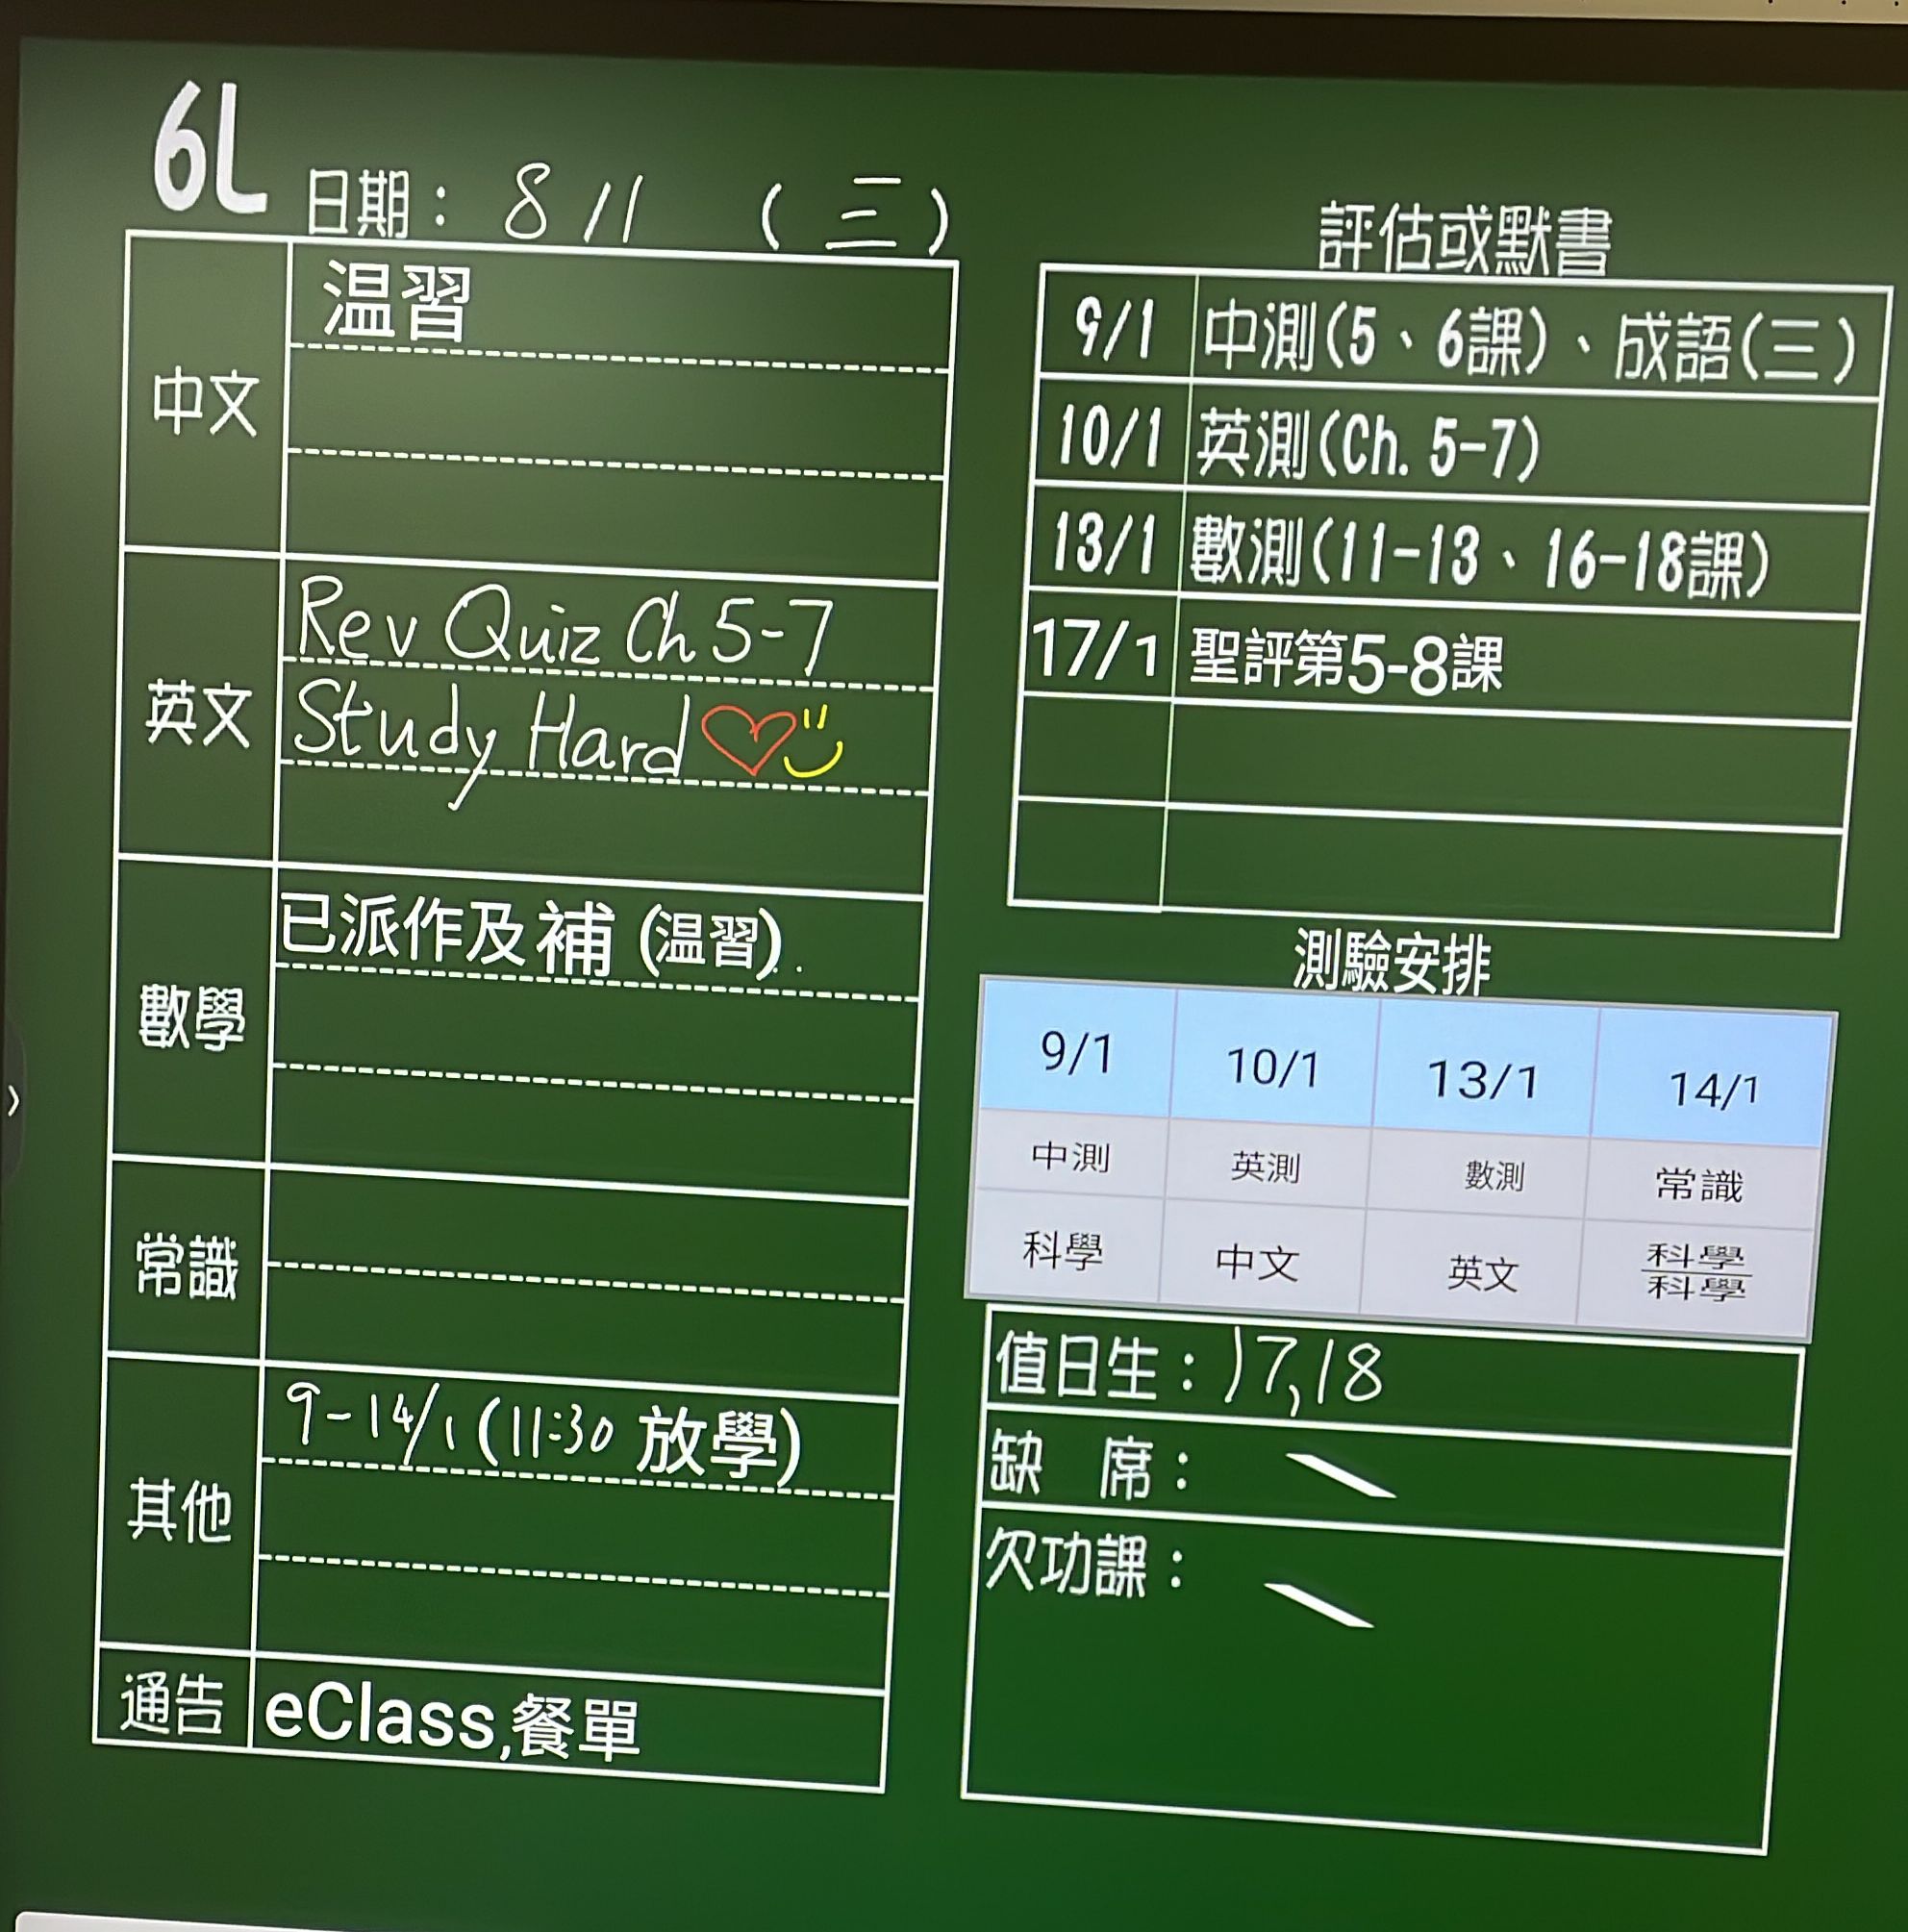 6L 日期： 8/1 （三）
中文
温習
英文
Rev Quiz Ch 5-7
Study Hard
數學
已派作及補 (温習)..
常識
其他
9-14/1 (11:30 放學)
通告
eClass,餐單
評估或默書
9/1 中測(5、6課)、成語(三)
10/1 英測(Ch. 5-7)
13/1 數測(11-13、16-18課)
17/1 聖評第5-8課
測驗安排
9/1 10/1 13/1 14/1
中測 英測 數測 常識
科學 中文 英文 科學
科學
值日生：17,18
缺 席： \
欠功課： \